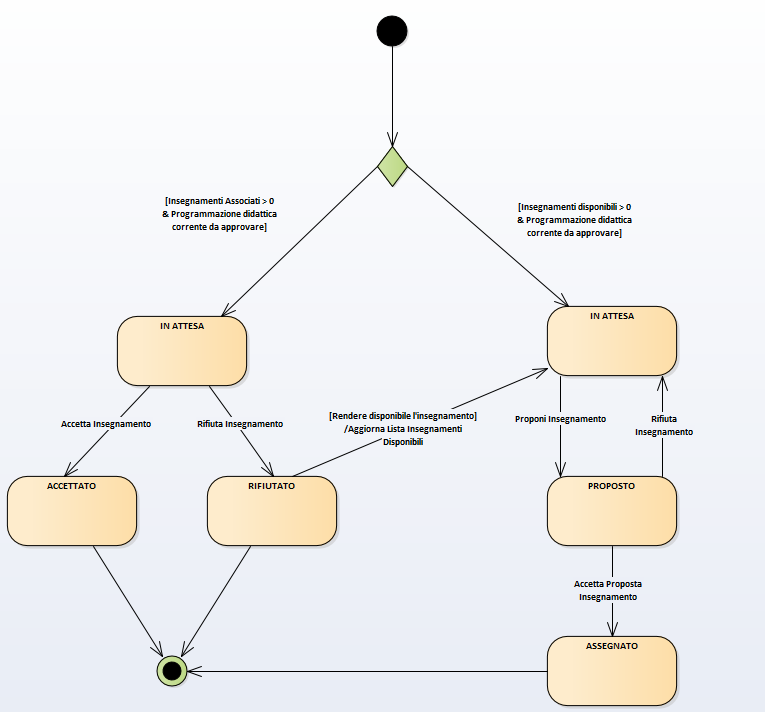 [Insegnamenti Associati > 0
& Programmazione didattica
corrente da approvare]
[Insegnamenti disponibili > 0
& Programmazione didattica
corrente da approvare]
IN ATTESA
IN ATTESA
Accetta Insegnamento
Rifiuta Insegnamento
[Rendere disponibile l'insegnamento]
/Aggiorna Lista Insegnamenti
Disponibili
Proponi Insegnamento
Rifiuta
Insegnamento
ACCETTATO
RIFIUTATO
PROPOSTO
Accetta Proposta
Insegnamento
ASSEGNATO